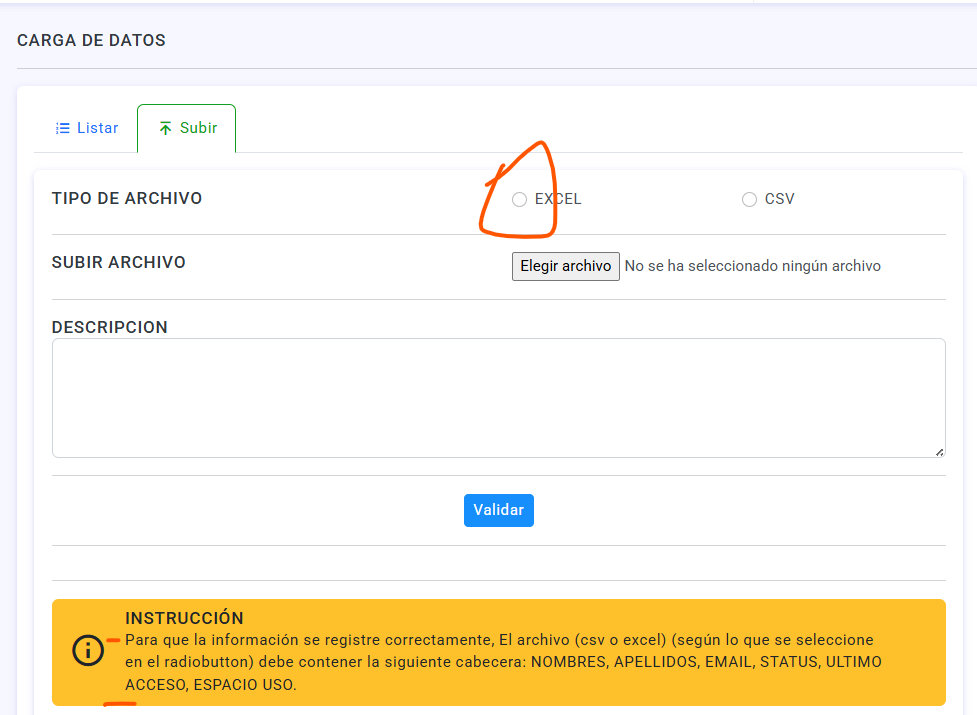 CARGA DE DATOS
Listar
Subir
TIPO DE ARCHIVO
EXCEL
CSV
SUBIR ARCHIVO
Elegir archivo
No se ha seleccionado ningún archivo
DESCRIPCION
Validar
INSTRUCCIÓN
Para que la información se registre correctamente, El archivo (csv o excel) (según lo que se seleccione
en el radiobutton) debe contener la siguiente cabecera: NOMBRES, APELLIDOS, EMAIL, STATUS, ULTIMO
ACCESO, ESPACIO USO.